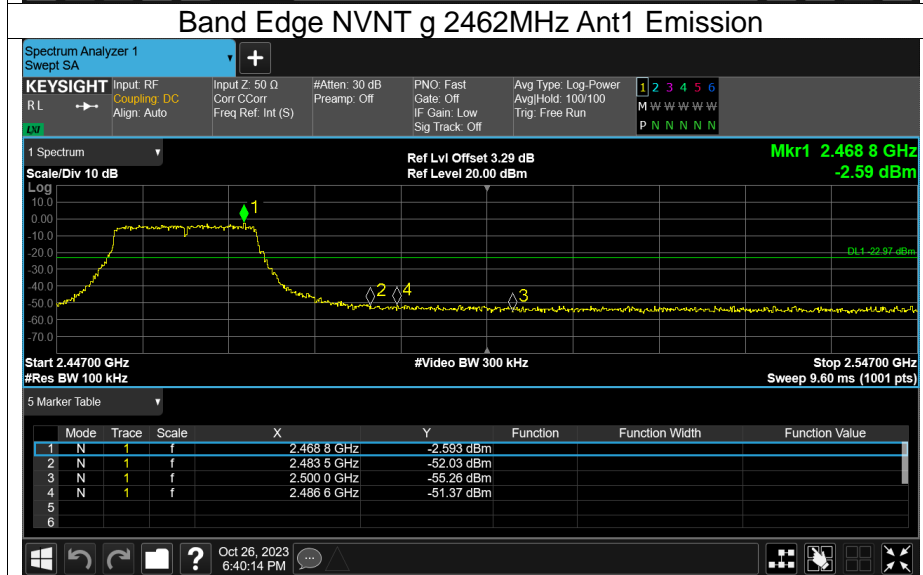 Band Edge NVNT g 2462MHz Ant1 Emission
Spectrum Analyzer 1
Swept SA
+
KEYSIGHT Input: RF Input Z: 50 Ω #Atten: 30 dB PNO: Fast Avg Type: Log-Power 1 2 3 4 5 6
RL Coupling: DC Corr CCorr Preamp: Off Gate: Off Avg|Hold: 100/100 M W W W W W
Align: Auto Freq Ref: Int (S) IF Gain: Low Trig: Free Run
LXI Sig Track: Off P N N N N N
1 Spectrum Ref Lvl Offset 3.29 dB Mkr1 2.468 8 GHz
Scale/Div 10 dB Ref Level 20.00 dBm -2.59 dBm
Log
10.0
1
0.00
-10.0
-20.0
DL1 -22.97 dBm
-30.0
-40.0
2 4 3
-50.0
-60.0
-70.0
Start 2.44700 GHz #Video BW 300 kHz Stop 2.54700 GHz
#Res BW 100 kHz Sweep 9.60 ms (1001 pts)
5 Marker Table
Mode Trace Scale X Y Function Function Width Function Value
1 N 1 f 2.468 8 GHz -2.593 dBm
2 N 1 f 2.483 5 GHz -52.03 dBm
3 N 1 f 2.500 0 GHz -55.26 dBm
4 N 1 f 2.486 6 GHz -51.37 dBm
5
6
? Oct 26, 2023
6:40:14 PM